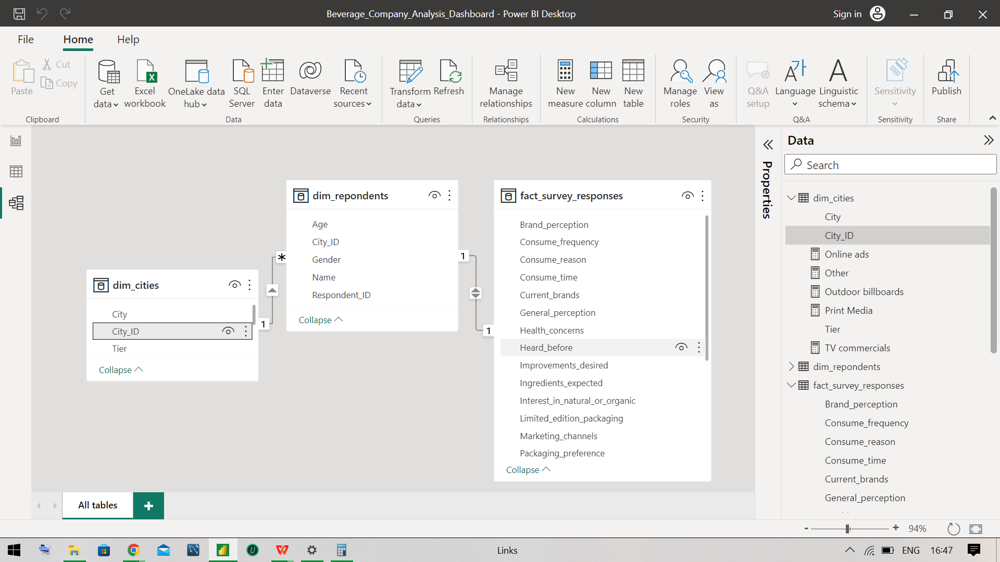 Beverage_Company_Analysis_Dashboard - Power BI Desktop
Sign in
File
Home
Help
Paste
Cut
Copy
Clipboard
Get data
Excel workbook
OneLake data hub
SQL Server
Enter data
Dataverse
Recent sources
Data
Transform data
Refresh
Queries
Manage relationships
Relationships
New measure
New column
New table
Calculations
Manage roles
View as
Security
Q&A setup
Language
Linguistic schema
Q&A
Sensitivity
Sensitivity
Publish
Share
dim_cities
City
City_ID
Tier
Collapse
1
*
dim_repondents
Age
City_ID
Gender
Name
Respondent_ID
Collapse
1
1
fact_survey_responses
Brand_perception
Consume_frequency
Consume_reason
Consume_time
Current_brands
General_perception
Health_concerns
Heard_before
Improvements_desired
Ingredients_expected
Interest_in_natural_or_organic
Limited_edition_packaging
Marketing_channels
Packaging_preference
Collapse
Properties
Data
Search
dim_cities
City
City_ID
Online ads
Other
Outdoor billboards
Print Media
Tier
TV commercials
dim_repondents
fact_survey_responses
Brand_perception
Consume_frequency
Consume_reason
Consume_time
Current_brands
General_perception
All tables
+
- + 94%
Links
ENG
16:47